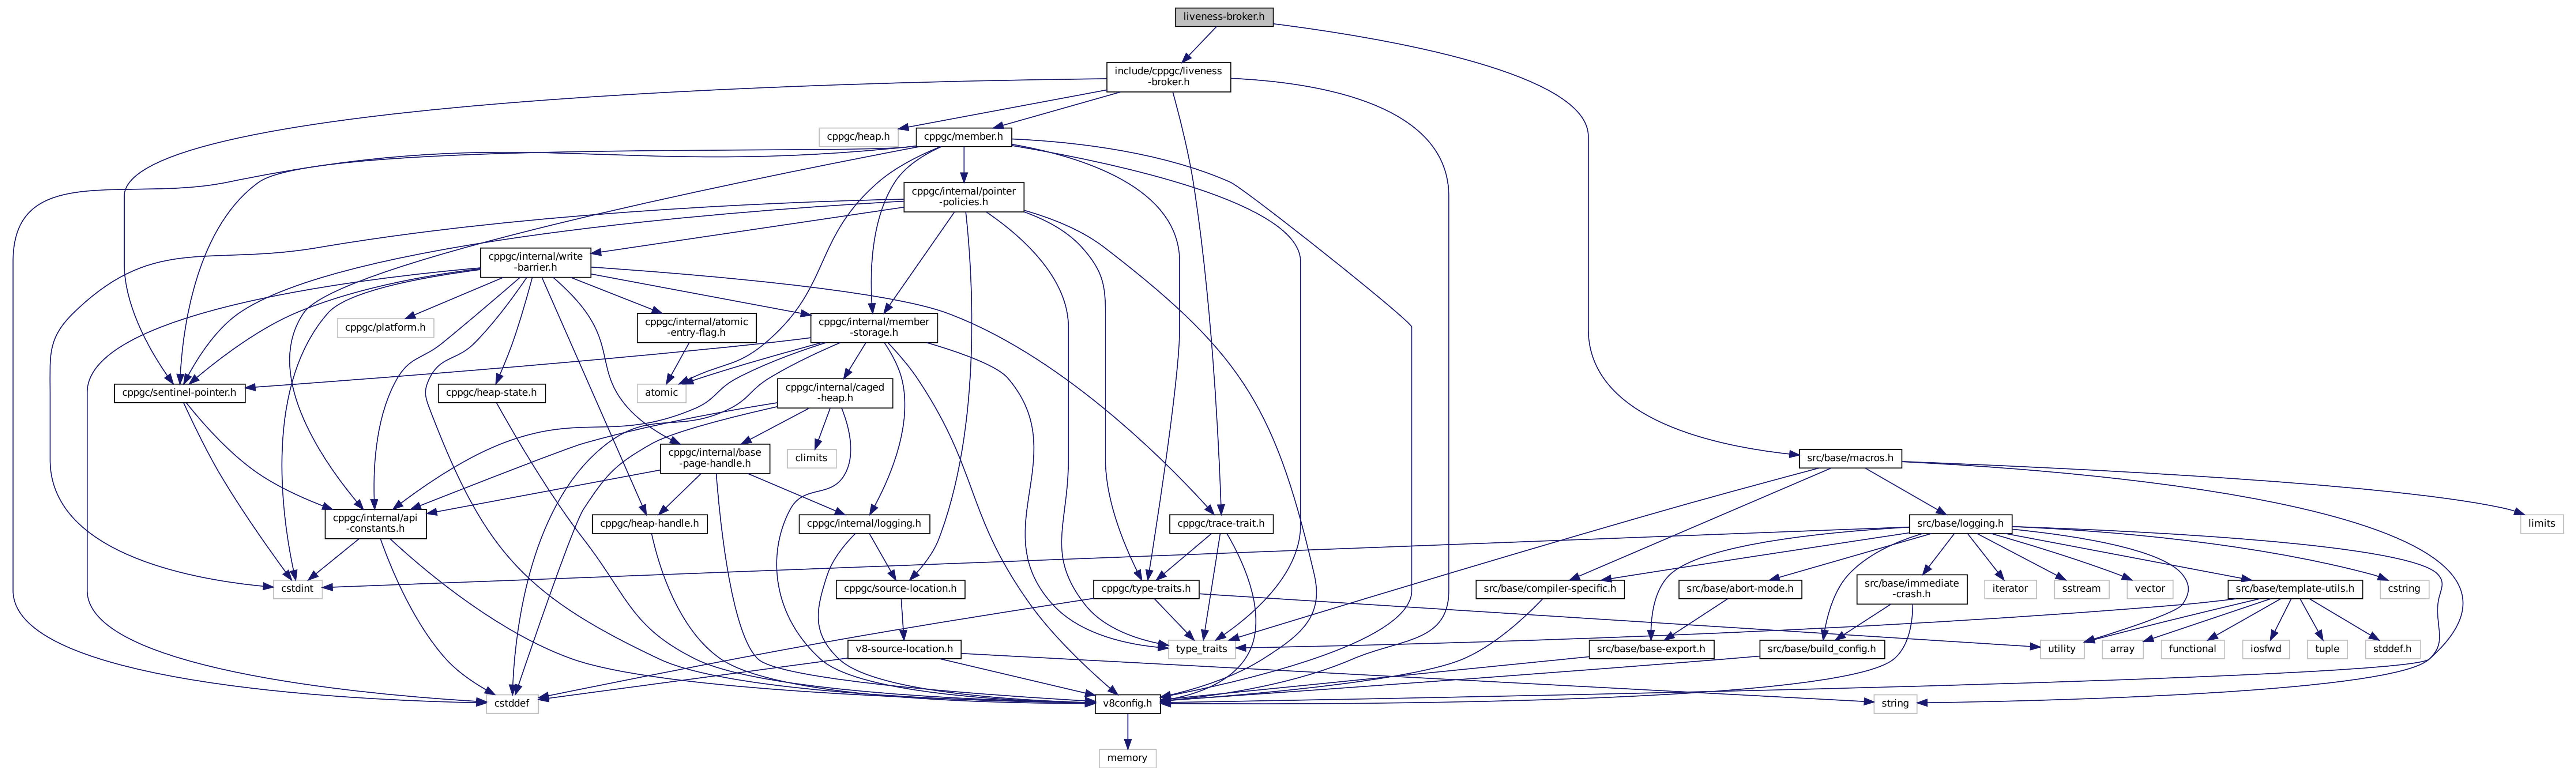 liveness-broker.h
include/cppgc/liveness
-broker.h
cppgc/heap.h
cppgc/member.h
cppgc/internal/pointer
-policies.h
cppgc/internal/write
-barrier.h
cppgc/platform.h
cppgc/internal/atomic
-entry-flag.h
cppgc/internal/member
-storage.h
cppgc/sentinel-pointer.h
cppgc/heap-state.h
atomic
cppgc/internal/caged
-heap.h
cppgc/internal/base
-page-handle.h
climits
src/base/macros.h
cppgc/internal/api
-constants.h
cppgc/heap-handle.h
cppgc/internal/logging.h
cppgc/trace-trait.h
src/base/logging.h
limits
cstdint
cppgc/source-location.h
cppgc/type-traits.h
src/base/compiler-specific.h
src/base/abort-mode.h
src/base/immediate
-crash.h
iterator
sstream
vector
src/base/template-utils.h
cstring
v8-source-location.h
type_traits
src/base/base-export.h
src/base/build_config.h
utility
array
functional
iosfwd
tuple
stddef.h
cstddef
v8config.h
string
memory